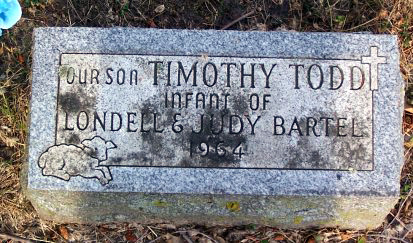 OUR SON TIMOTHY TODD
INFANT OF
LONDELL & JUDY BARTEL
1964